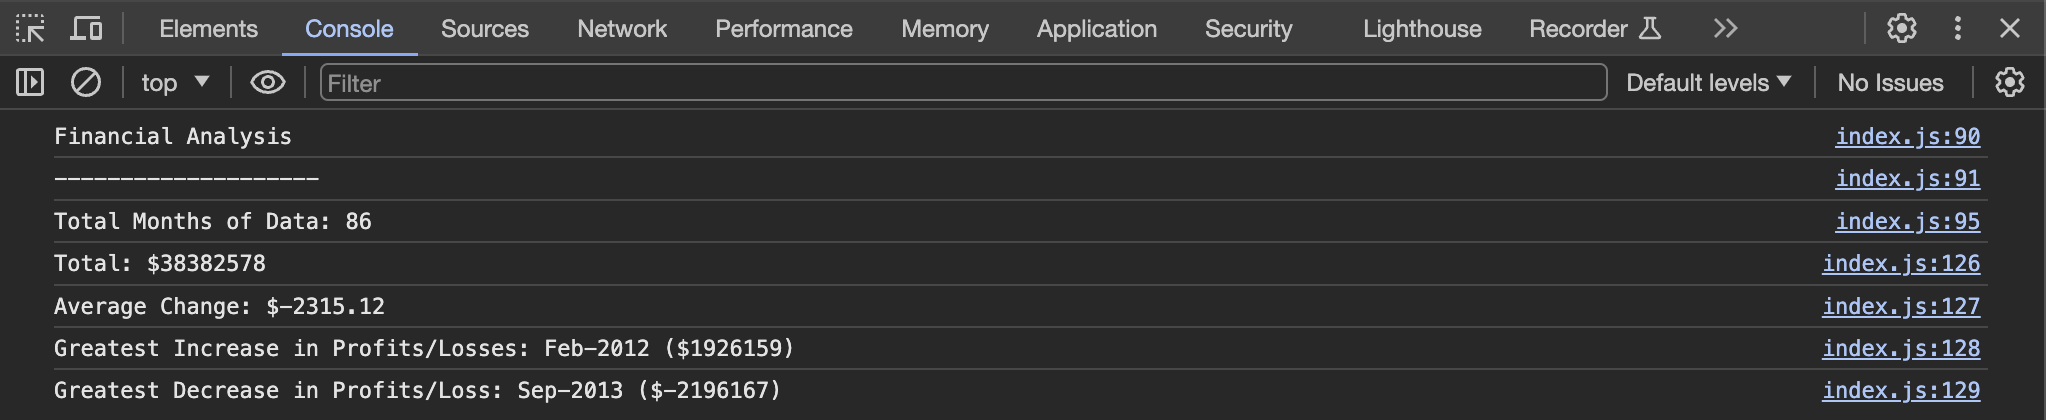 Elements Console Sources Network Performance Memory Application Security Lighthouse Recorder
top Filter Default levels No Issues
Financial Analysis index.js:90
-------------------- index.js:91
Total Months of Data: 86 index.js:95
Total: $38382578 index.js:126
Average Change: $-2315.12 index.js:127
Greatest Increase in Profits/Losses: Feb-2012 ($1926159) index.js:128
Greatest Decrease in Profits/Loss: Sep-2013 ($-2196167) index.js:129